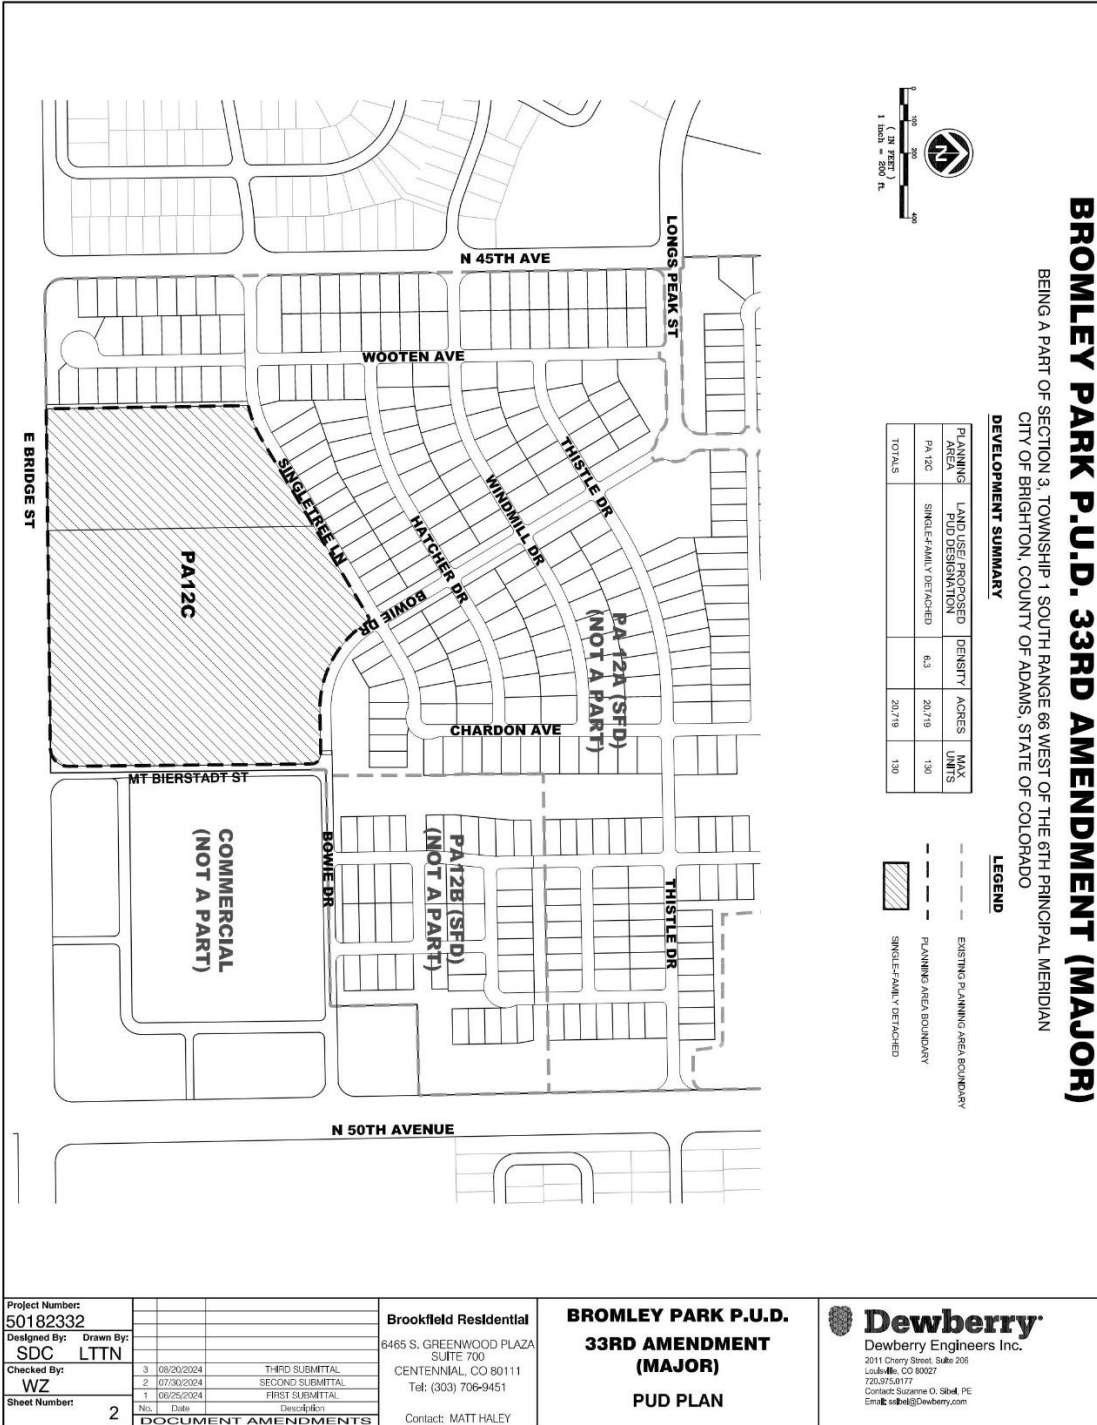 BROMLEY PARK P.U.D. 33RD AMENDMENT (MAJOR)
BEING A PART OF SECTION 3, TOWNSHIP 1 SOUTH RANGE 66 WEST OF THE 6TH PRINCIPAL MERIDIAN
CITY OF BRIGHTON, COUNTY OF ADAMS, STATE OF COLORADO
N
0 100 200 400
( IN FEET )
1 inch = 200 ft.
DEVELOPMENT SUMMARY
PLANNING AREA LAND USE/ PROPOSED PUD DESIGNATION DENSITY ACRES MAX UNITS
PA 12C SINGLE-FAMILY DETACHED 6.3 20.719 130
TOTALS 20.719 130
LEGEND
EXISTING PLANNING AREA BOUNDARY
PLANNING AREA BOUNDARY
SINGLE-FAMILY DETACHED
N 45TH AVE
LONGS PEAK ST
WOOTEN AVE
E BRIDGE ST
SINGLETREE LN
HATCHER DR
WINDMILL DR
THISTLE DR
BOWIE DR
PA12C
PA 12A (SFD)
(NOT A PART)
CHARDON AVE
MT BIERSTADT ST
COMMERCIAL
(NOT A PART)
BOWIE DR
PA12B (SFD)
(NOT A PART)
THISTLE DR
N 50TH AVENUE
Project Number:
50182332
Designed By: Drawn By:
SDC LTTN
Checked By:
WZ
Sheet Number:
2
3 08/20/2024 THIRD SUBMITTAL
2 07/30/2024 SECOND SUBMITTAL
1 06/25/2024 FIRST SUBMITTAL
No. Date Description
DOCUMENT AMENDMENTS
Brookfield Residential
6465 S. GREENWOOD PLAZA
SUITE 700
CENTENNIAL, CO 80111
Tel: (303) 706-9451
Contact: MATT HALEY
BROMLEY PARK P.U.D.
33RD AMENDMENT
(MAJOR)
PUD PLAN
Dewberry
Dewberry Engineers Inc.
2011 Cherry Street, Suite 206
Louisville, CO 80027
720.975.0177
Contact: Suzanne O. Sibel, PE
Email: ssibel@Dewberry.com